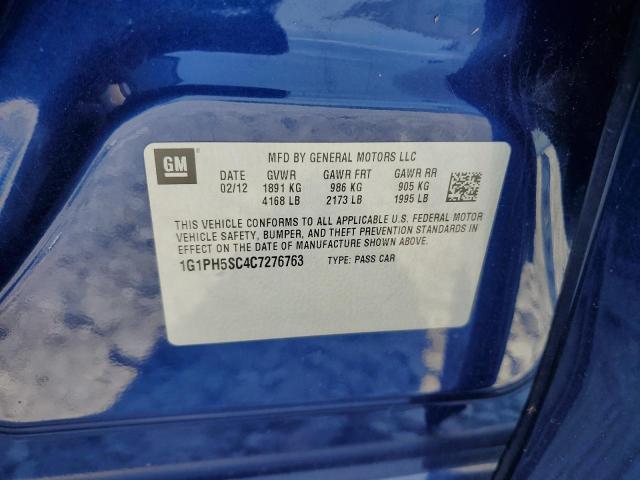 GM MFD BY GENERAL MOTORS LLC
DATE GVWR GAWR FRT GAWR RR
02/12 1891 KG 986 KG 905 KG
4168 LB 2173 LB 1995 LB
THIS VEHICLE CONFORMS TO ALL APPLICABLE U.S. FEDERAL MOTOR
VEHICLE SAFETY, BUMPER, AND THEFT PREVENTION STANDARDS IN
EFFECT ON THE DATE OF MANUFACTURE SHOWN ABOVE.
1G1PH5SC4C7276763 TYPE: PASS CAR